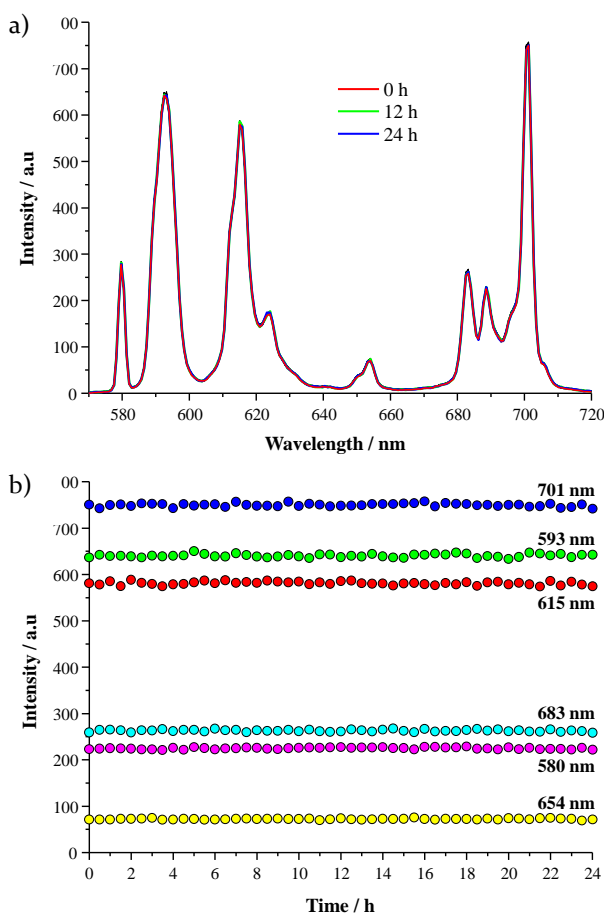 a)
00
700
600
500
400
300
200
100
0
Intensity / a.u
0 h
12 h
24 h
580 600 620 640 660 680 700 720
Wavelength / nm
b)
00
700
600
500
400
300
200
100
0
Intensity / a.u
701 nm
593 nm
615 nm
683 nm
580 nm
654 nm
0 2 4 6 8 10 12 14 16 18 20 22 24
Time / h